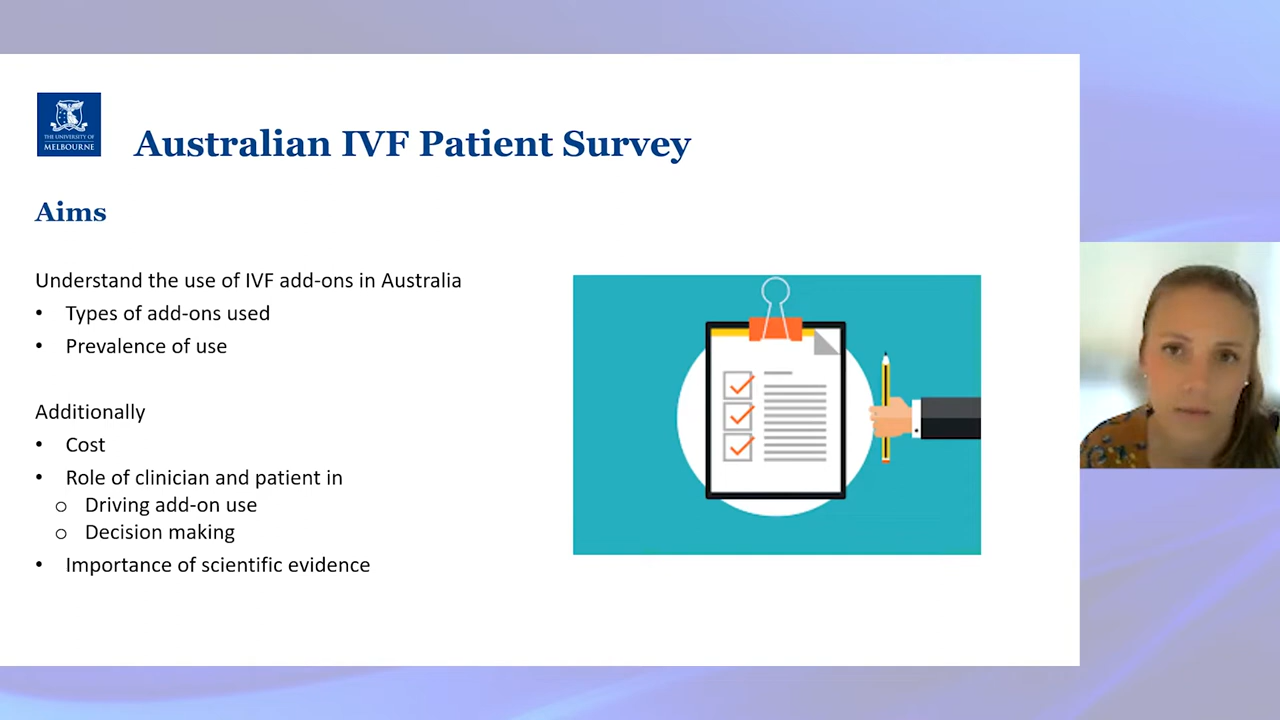 THE UNIVERSITY OF
MELBOURNE
Australian IVF Patient Survey
Aims
Understand the use of IVF add-ons in Australia
• Types of add-ons used
• Prevalence of use
Additionally
• Cost
• Role of clinician and patient in
o Driving add-on use
o Decision making
• Importance of scientific evidence